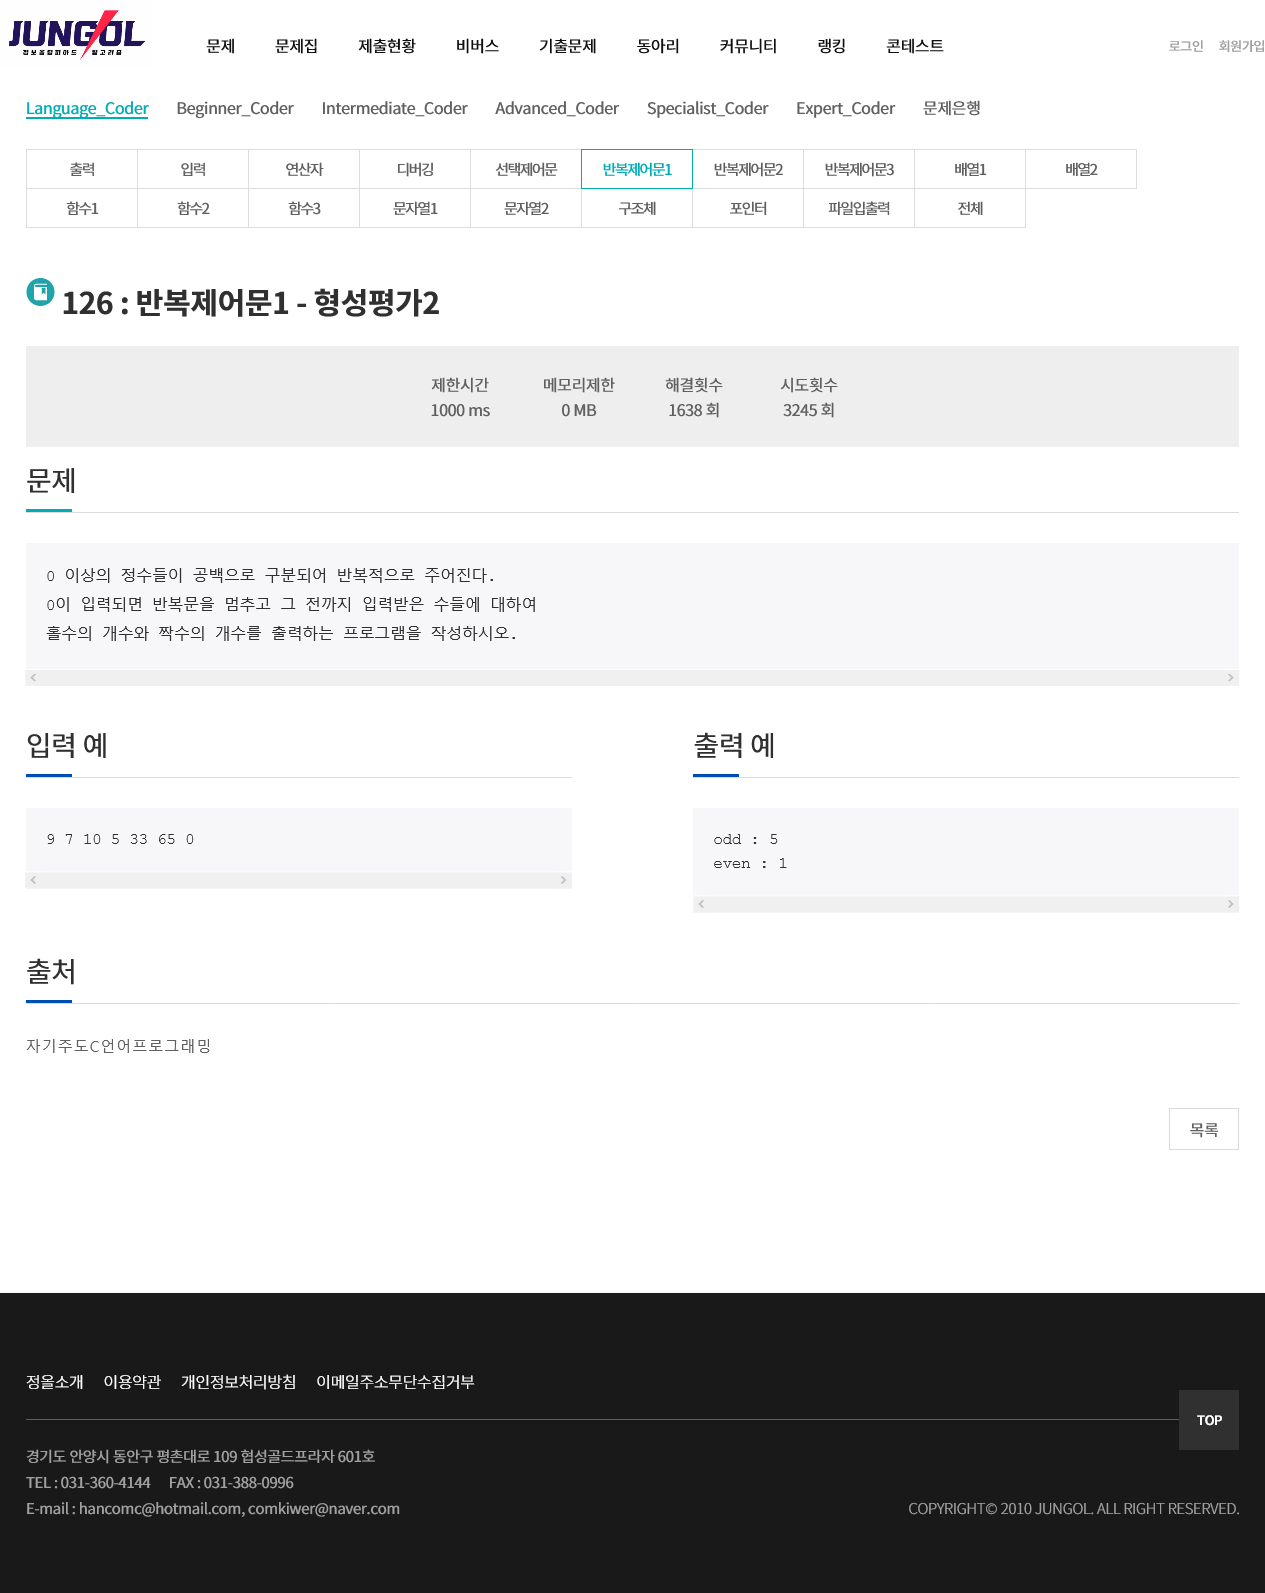 JUNGOL
정보올림피아드 알고리즘
문제 문제집 제출현황 비버스 기출문제 동아리 커뮤니티 랭킹 콘테스트 로그인 회원가입
Language_Coder Beginner_Coder Intermediate_Coder Advanced_Coder Specialist_Coder Expert_Coder 문제은행
출력 입력 연산자 디버깅 선택제어문 반복제어문1 반복제어문2 반복제어문3 배열1 배열2
함수1 함수2 함수3 문자열1 문자열2 구조체 포인터 파일입출력 전체
126 : 반복제어문1 - 형성평가2
제한시간 메모리제한 해결횟수 시도횟수
1000 ms 0 MB 1638 회 3245 회
문제
0 이상의 정수들이 공백으로 구분되어 반복적으로 주어진다.
0이 입력되면 반복문을 멈추고 그 전까지 입력받은 수들에 대하여
홀수의 개수와 짝수의 개수를 출력하는 프로그램을 작성하시오.
입력 예
9 7 10 5 33 65 0
출력 예
odd : 5
even : 1
출처
자기주도C언어프로그래밍
목록
정올소개 이용약관 개인정보처리방침 이메일주소무단수집거부
TOP
경기도 안양시 동안구 평촌대로 109 협성골드프라자 601호
TEL : 031-360-4144 FAX : 031-388-0996
E-mail : hancomc@hotmail.com, comkiwer@naver.com
COPYRIGHT© 2010 JUNGOL. ALL RIGHT RESERVED.